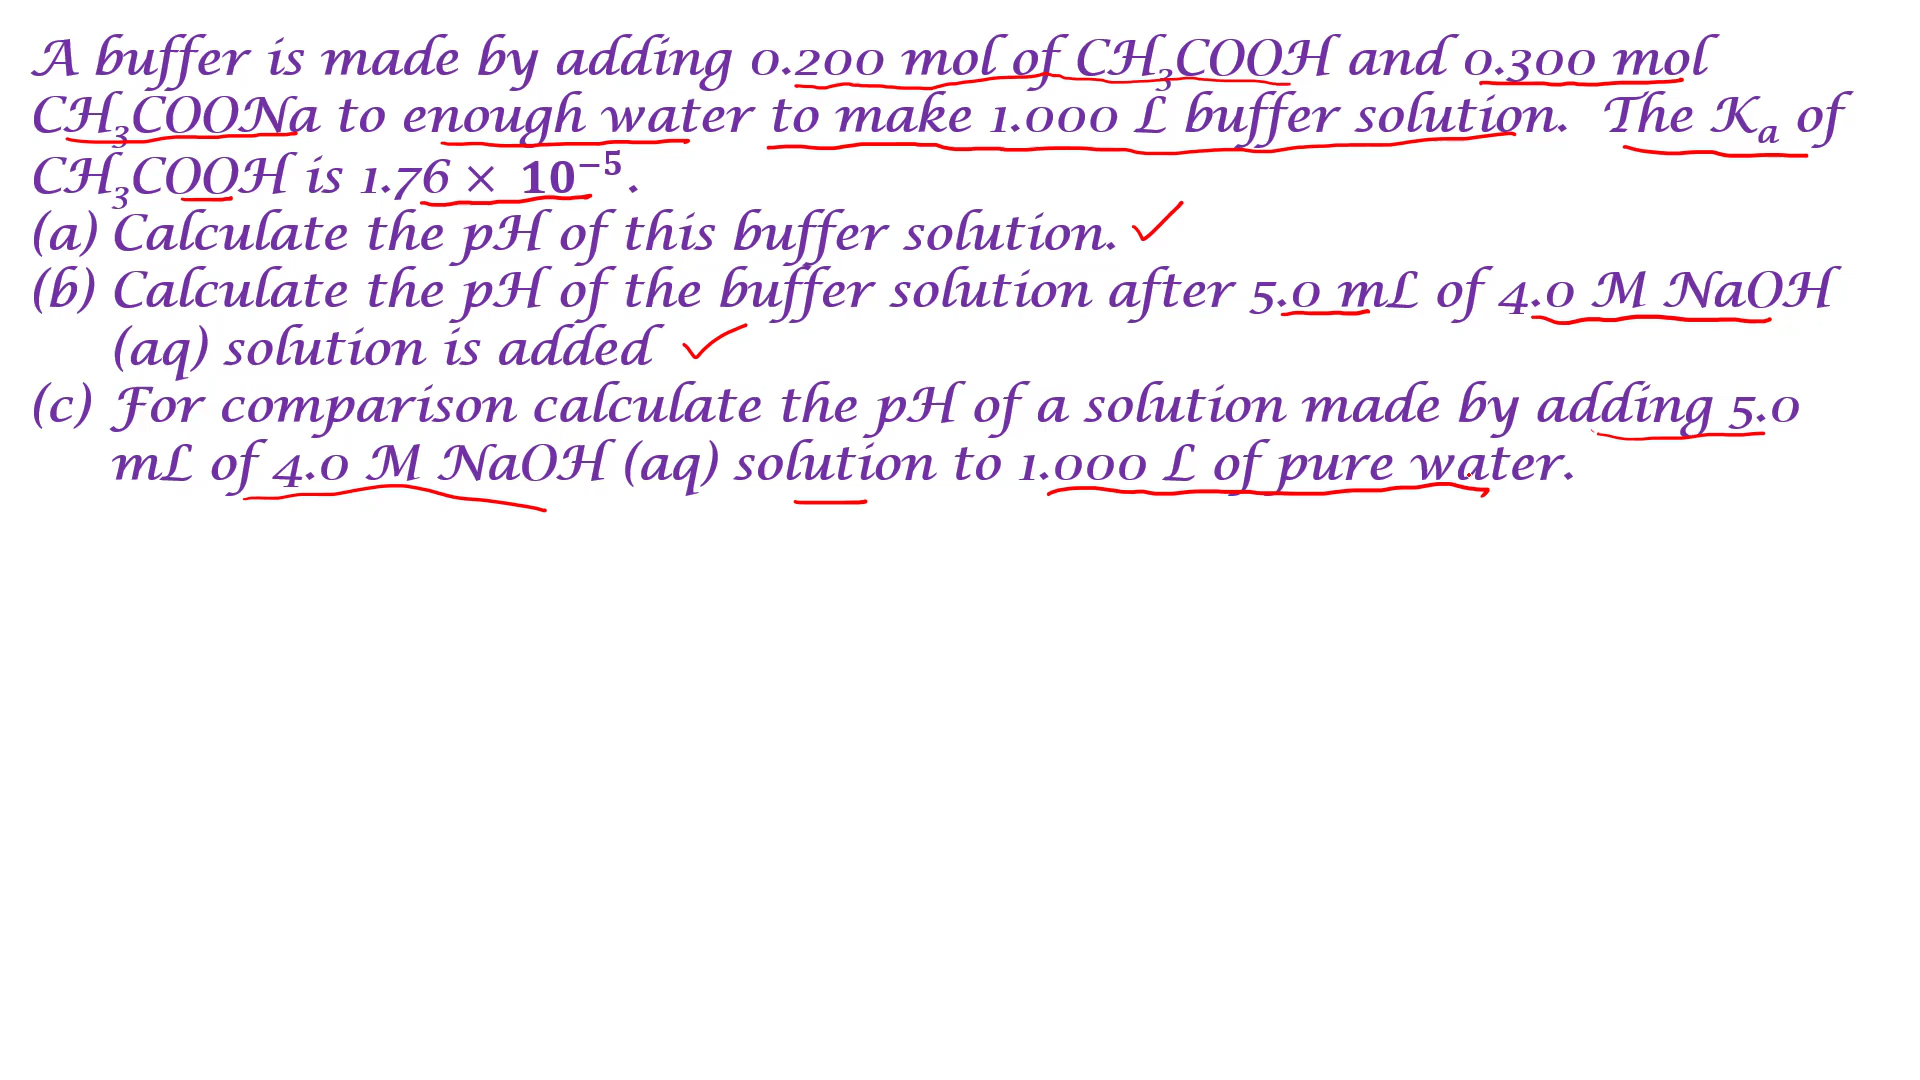 A buffer is made by adding 0.200 mol of CH₃COOH and 0.300 mol
CH₃COONa to enough water to make 1.000 L buffer solution. The Kₐ of
CH₃COOH is 1.76 × 10⁻⁵.
(a) Calculate the pH of this buffer solution.
(b) Calculate the pH of the buffer solution after 5.0 mL of 4.0 M NaOH
(aq) solution is added
(c) For comparison calculate the pH of a solution made by adding 5.0
mL of 4.0 M NaOH (aq) solution to 1.000 L of pure water.